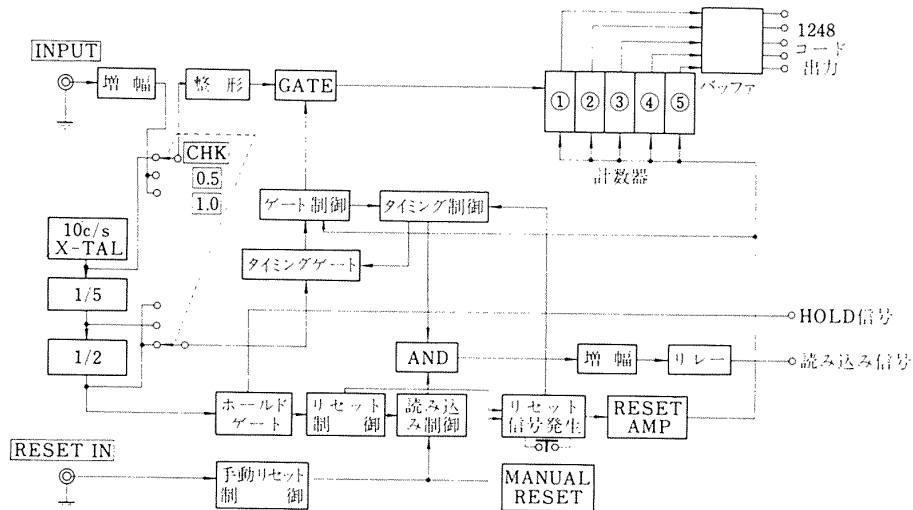 INPUT
増幅
整形
GATE
① ② ③ ④ ⑤
1248
コード
出力
バッファ
計数器
CHK
0.5
1.0
ゲート制御
タイミング制御
10c/s
X-TAL
タイミングゲート
1/5
1/2
AND
増幅
リレー
HOLD信号
読み込み信号
ホールド
ゲート
リセット
制御
読み込
み制御
リセット
信号発生
RESET
AMP
RESET IN
手動リセット
制御
MANUAL
RESET